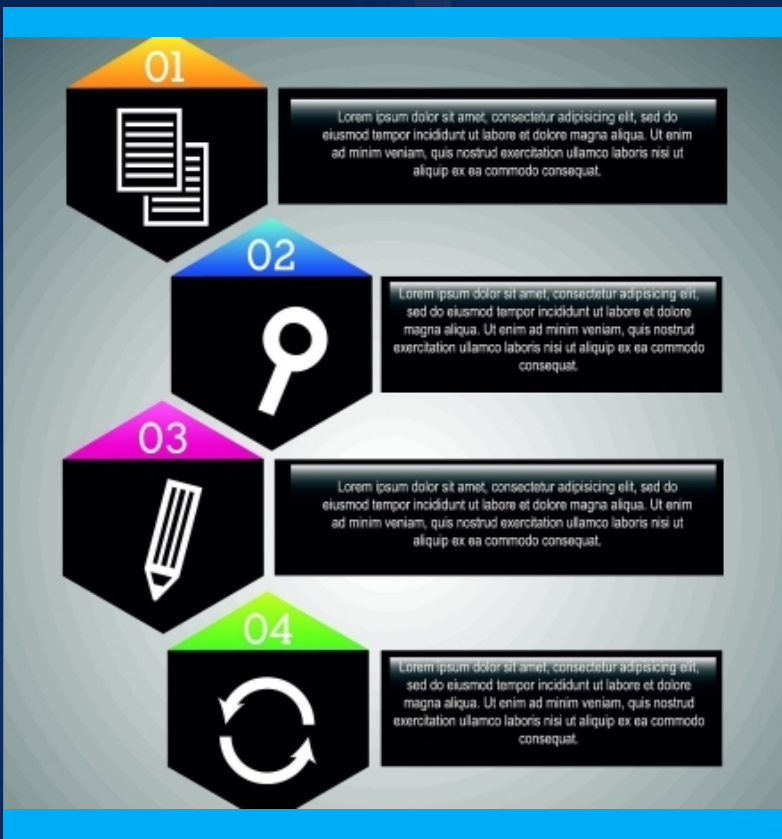 01
Lorem ipsum dolor sit amet, consectetur adipisicing elit, sed do
eiusmod tempor incididunt ut labore et dolore magna aliqua. Ut enim
ad minim veniam, quis nostrud exercitation ullamco laboris nisi ut
aliquip ex ea commodo consequat.
02
Lorem ipsum dolor sit amet, consectetur adipisicing elit,
sed do eiusmod tempor incididunt ut labore et dolore
magna aliqua. Ut enim ad minim veniam, quis nostrud
exercitation ullamco laboris nisi ut aliquip ex ea commodo
consequat.
03
Lorem ipsum dolor sit amet, consectetur adipisicing elit, sed do
eiusmod tempor incididunt ut labore et dolore magna aliqua. Ut enim
ad minim veniam, quis nostrud exercitation ullamco laboris nisi ut
aliquip ex ea commodo consequat.
04
Lorem ipsum dolor sit amet, consectetur adipisicing elit,
sed do eiusmod tempor incididunt ut labore et dolore
magna aliqua. Ut enim ad minim veniam, quis nostrud
exercitation ullamco laboris nisi ut aliquip ex ea commodo
consequat.